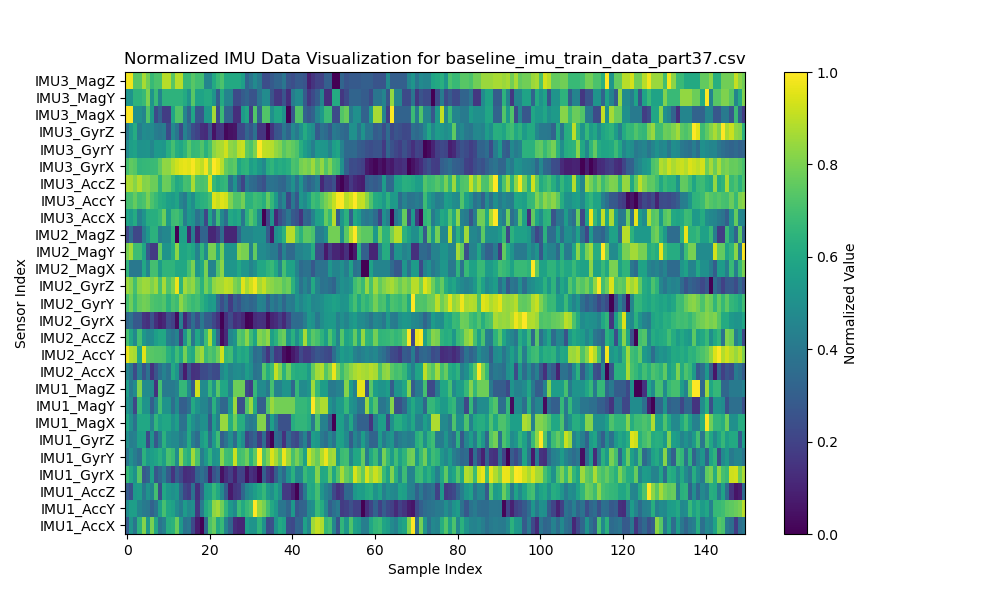 Normalized IMU Data Visualization for baseline_imu_train_data_part37.csv
IMU3_MagZ
IMU3_MagY
IMU3_MagX
IMU3_GyrZ
IMU3_GyrY
IMU3_GyrX
IMU3_AccZ
IMU3_AccY
IMU3_AccX
IMU2_MagZ
IMU2_MagY
IMU2_MagX
IMU2_GyrZ
IMU2_GyrY
IMU2_GyrX
IMU2_AccZ
IMU2_AccY
IMU2_AccX
IMU1_MagZ
IMU1_MagY
IMU1_MagX
IMU1_GyrZ
IMU1_GyrY
IMU1_GyrX
IMU1_AccZ
IMU1_AccY
IMU1_AccX
Sensor Index
0 20 40 60 80 100 120 140
Sample Index
1.0
0.8
0.6
0.4
0.2
0.0
Normalized Value